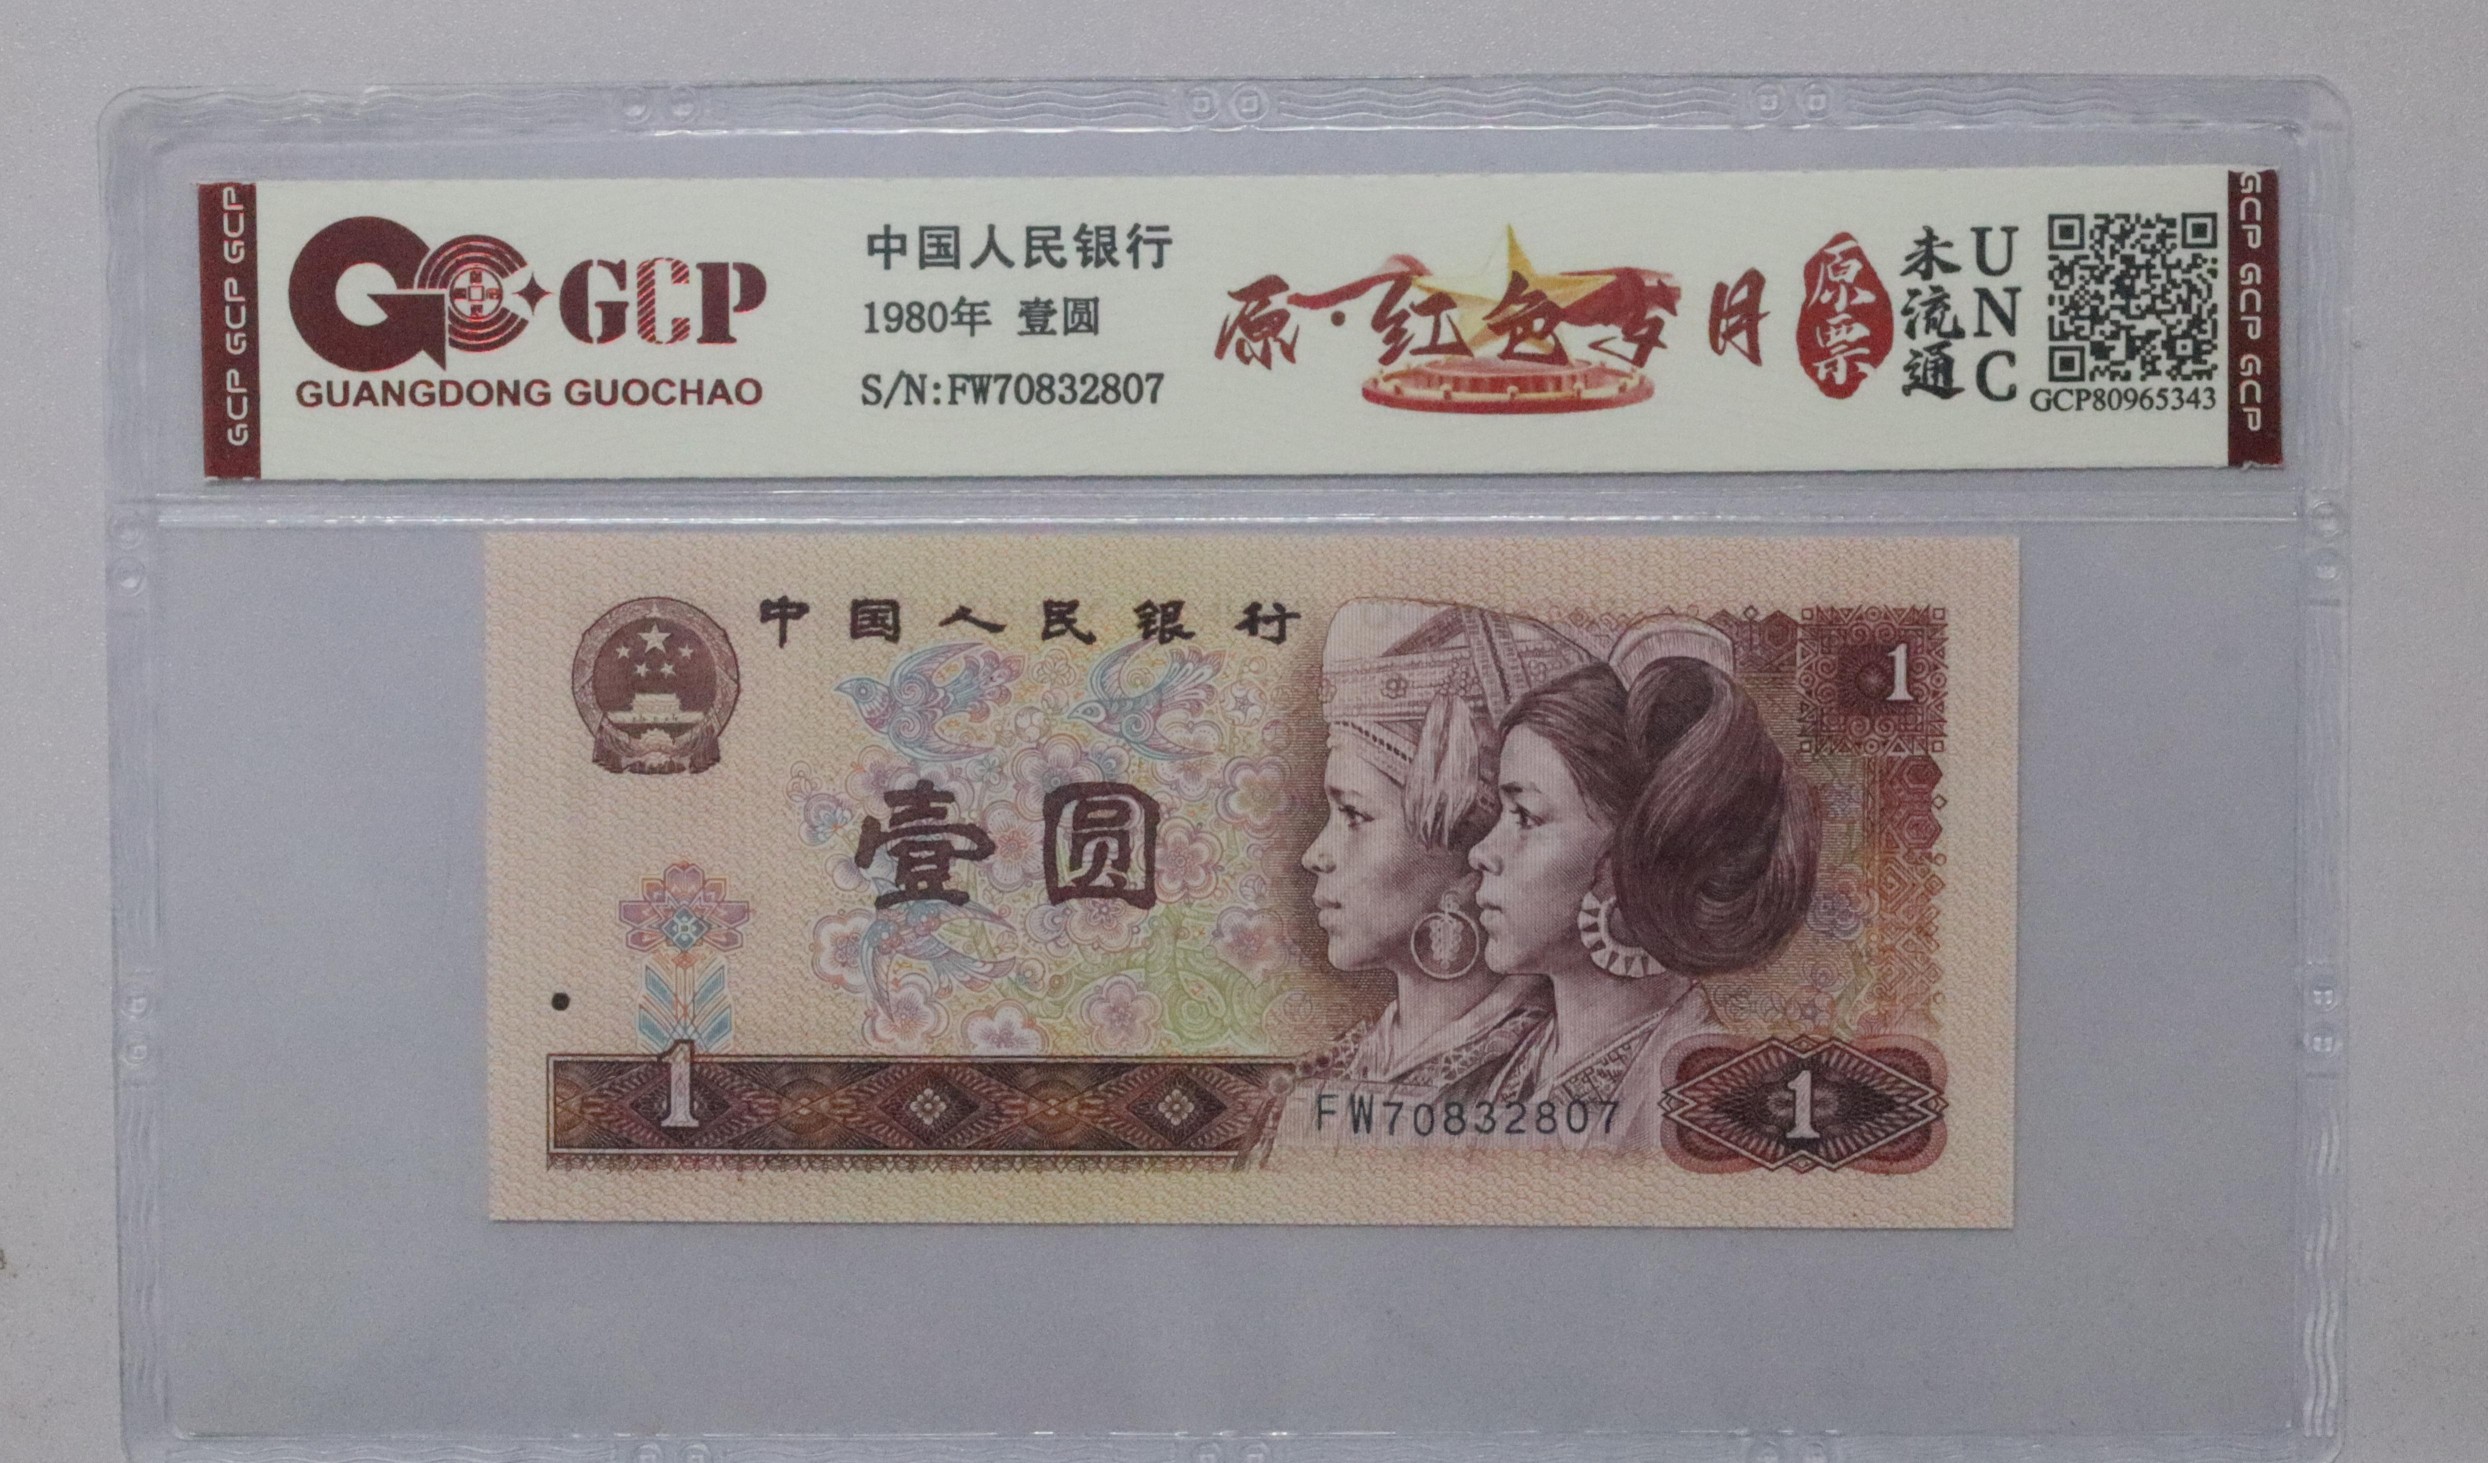 GCP GCP GCP
GCP
GUANGDONG GUOCHAO
中国人民银行
1980年 壹圆
S/N:FW70832807
原·红色岁月
原票
未流通
UNC
GCP80965343
GCP GCP GCP
中国人民银行
1
壹圆
1
FW70832807
1